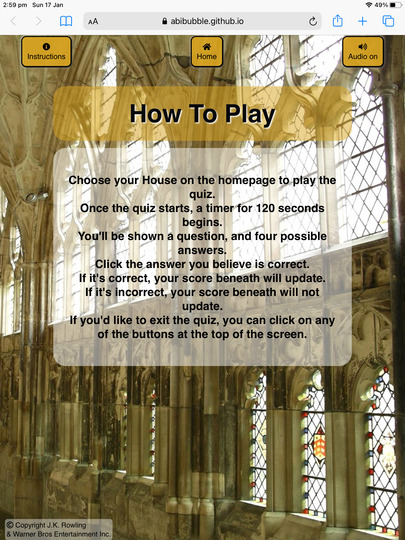 2:59 pm Sun 17 Jan
49%
AA
abibubble.github.io
Instructions
Home
Audio on
How To Play
Choose your House on the homepage to play the
quiz.
Once the quiz starts, a timer for 120 seconds
begins.
You'll be shown a question, and four possible
answers.
Click the answer you believe is correct.
If it's correct, your score beneath will update.
If it's incorrect, your score beneath will not
update.
If you'd like to exit the quiz, you can click on any
of the buttons at the top of the screen.
© Copyright J.K. Rowling
& Warner Bros Entertainment Inc.